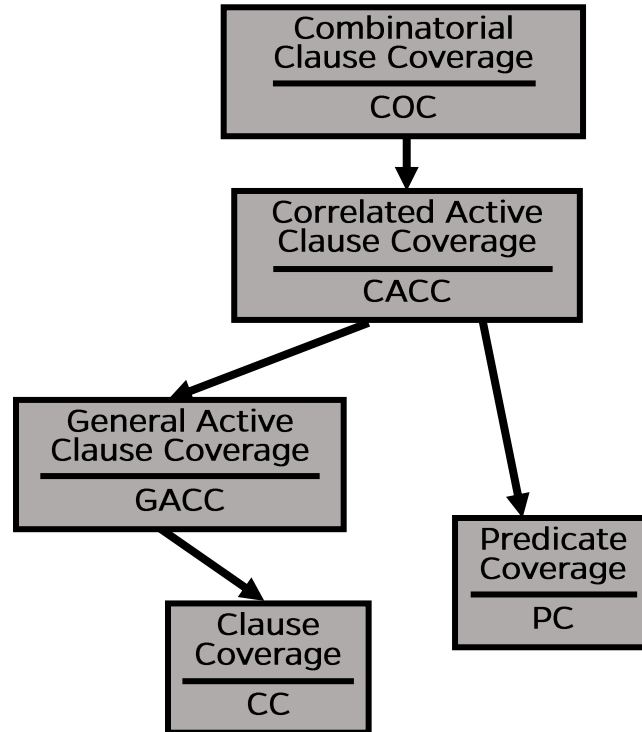 Combinatorial
Clause Coverage
COC
Correlated Active
Clause Coverage
CACC
General Active
Clause Coverage
GACC
Predicate
Coverage
PC
Clause
Coverage
CC